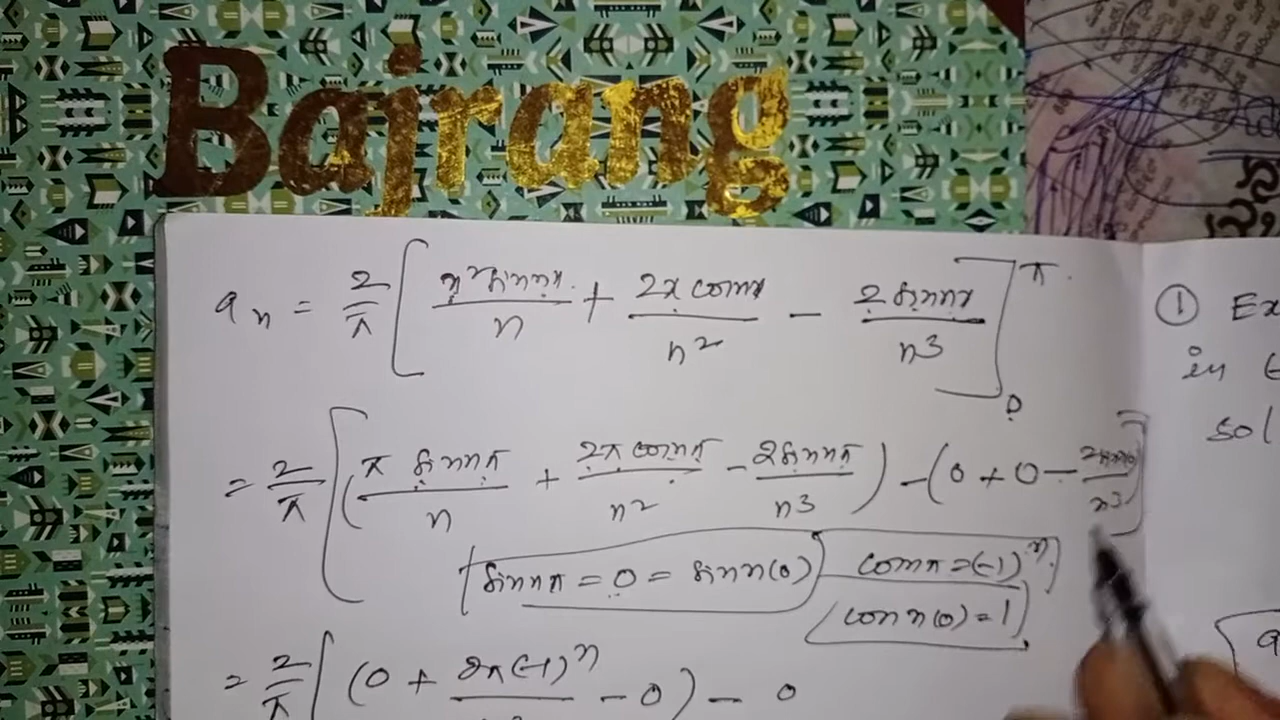 Bajrang
a_n = 2/π [ x² sin nx / n + 2x cos nx / n² − 2 sin nx / n³ ]₀^π
= 2/π [ ( π sin nπ / n + 2π cos nπ / n² − 2 sin nπ / n³ ) − ( 0 + 0 − 2 sin n(0) / n³ ) ]
sin nπ = 0 = sin n(0) cos nπ = (-1)^n
cos n(0) = 1
= 2/π [ ( 0 + 2π(-1)^n / n² − 0 ) − 0
① Ex
in
sol